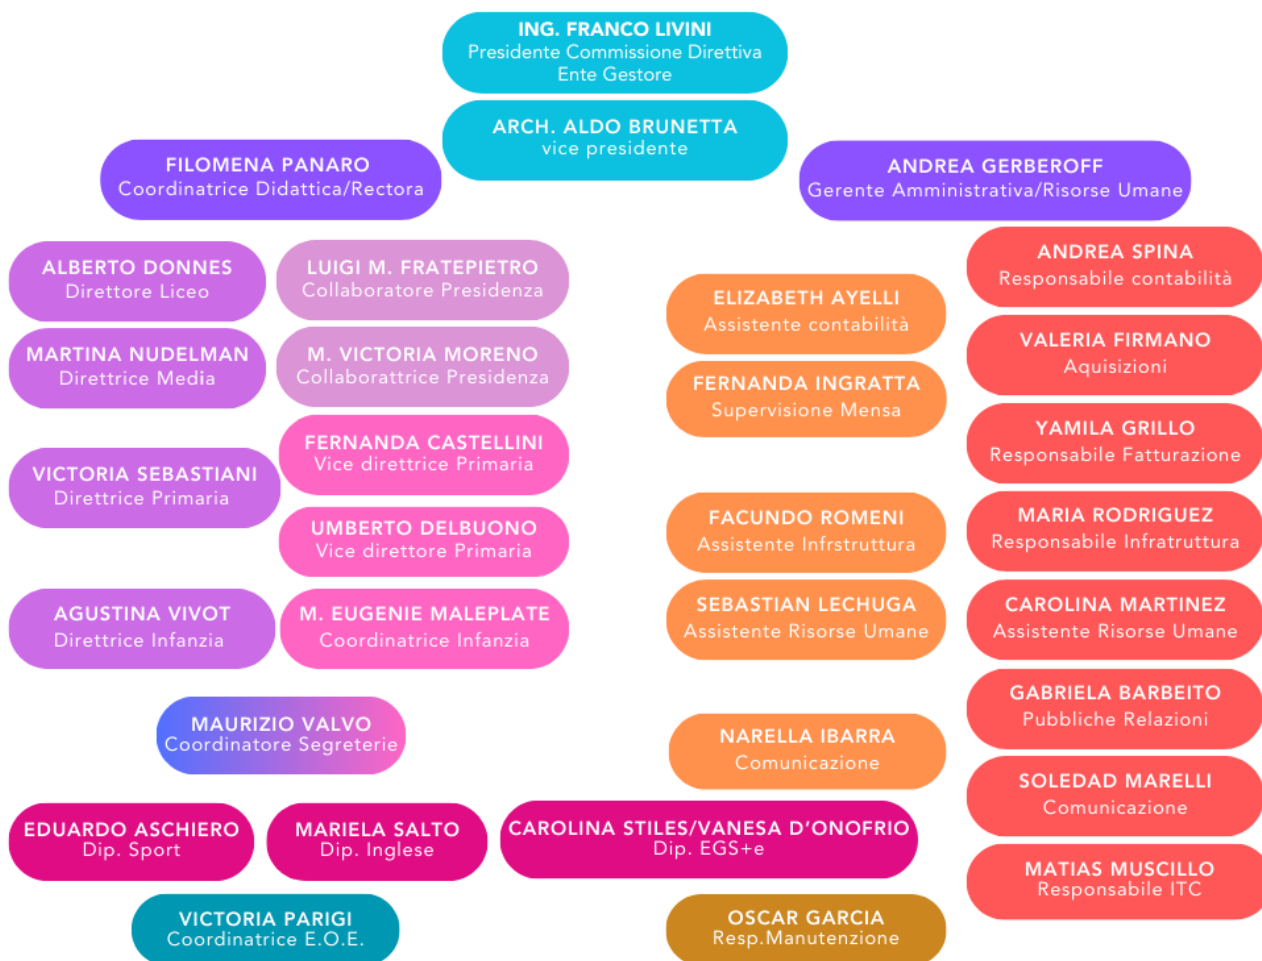 ING. FRANCO LIVINI
Presidente Commissione Direttiva
Ente Gestore
ARCH. ALDO BRUNETTA
vice presidente
FILOMENA PANARO
Coordinatrice Didattica/Rectora
ANDREA GERBEROFF
Gerente Amministrativa/Risorse Umane
ALBERTO DONNES
Direttore Liceo
LUIGI M. FRATEPIETRO
Collaboratore Presidenza
MARTINA NUDELMAN
Direttrice Media
M. VICTORIA MORENO
Collaborattrice Presidenza
VICTORIA SEBASTIANI
Direttrice Primaria
FERNANDA CASTELLINI
Vice direttrice Primaria
UMBERTO DELBUONO
Vice direttore Primaria
AGUSTINA VIVOT
Direttrice Infanzia
M. EUGENIE MALEPLATE
Coordinatrice Infanzia
MAURIZIO VALVO
Coordinatore Segreterie
EDUARDO ASCHIERO
Dip. Sport
MARIELA SALTO
Dip. Inglese
CAROLINA STILES/VANESA D'ONOFRIO
Dip. EGS+e
VICTORIA PARIGI
Coordinatrice E.O.E.
ELIZABETH AYELLI
Assistente contabilità
FERNANDA INGRATTA
Supervisione Mensa
FACUNDO ROMENI
Assistente Infrstruttura
SEBASTIAN LECHUGA
Assistente Risorse Umane
NARELLA IBARRA
Comunicazione
OSCAR GARCIA
Resp.Manutenzione
ANDREA SPINA
Responsabile contabilità
VALERIA FIRMANO
Aquisizioni
YAMILA GRILLO
Responsabile Fatturazione
MARIA RODRIGUEZ
Responsabile Infratruttura
CAROLINA MARTINEZ
Assistente Risorse Umane
GABRIELA BARBEITO
Pubbliche Relazioni
SOLEDAD MARELLI
Comunicazione
MATIAS MUSCILLO
Responsabile ITC